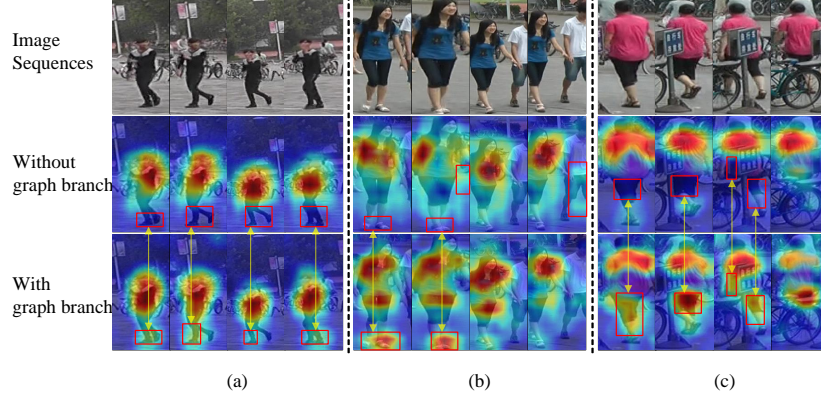 Image
Sequences
Without
graph branch
With
graph branch
(a)
(b)
(c)